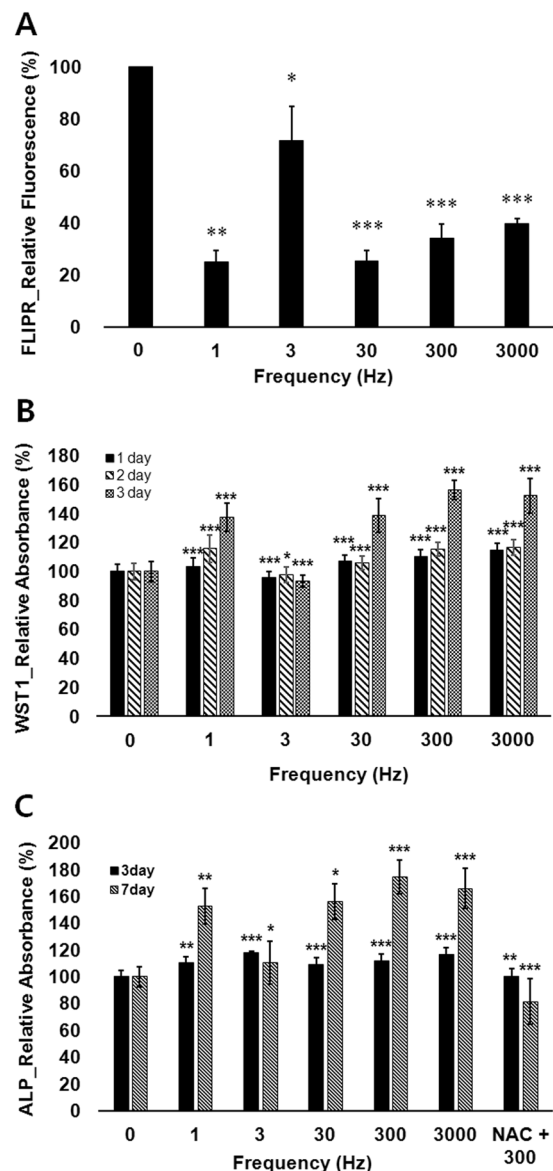 A
FLIPR_Relative Fluorescence (%)
100
80
60
40
20
0
*
**
***
***
***
0 1 3 30 300 3000
Frequency (Hz)
B
WST1_Relative Absorbance (%)
180
160
140
120
100
80
60
40
20
0
1 day
2 day
3 day
*** *** ***
*** * ***
*** *** ***
*** *** ***
*** *** ***
0 1 3 30 300 3000
Frequency (Hz)
C
ALP_Relative Absorbance (%)
200
180
160
140
120
100
80
60
40
20
0
3day
7day
** **
*** *
*** *
*** ***
*** ***
** ***
0 1 3 30 300 3000 NAC +
300
Frequency (Hz)